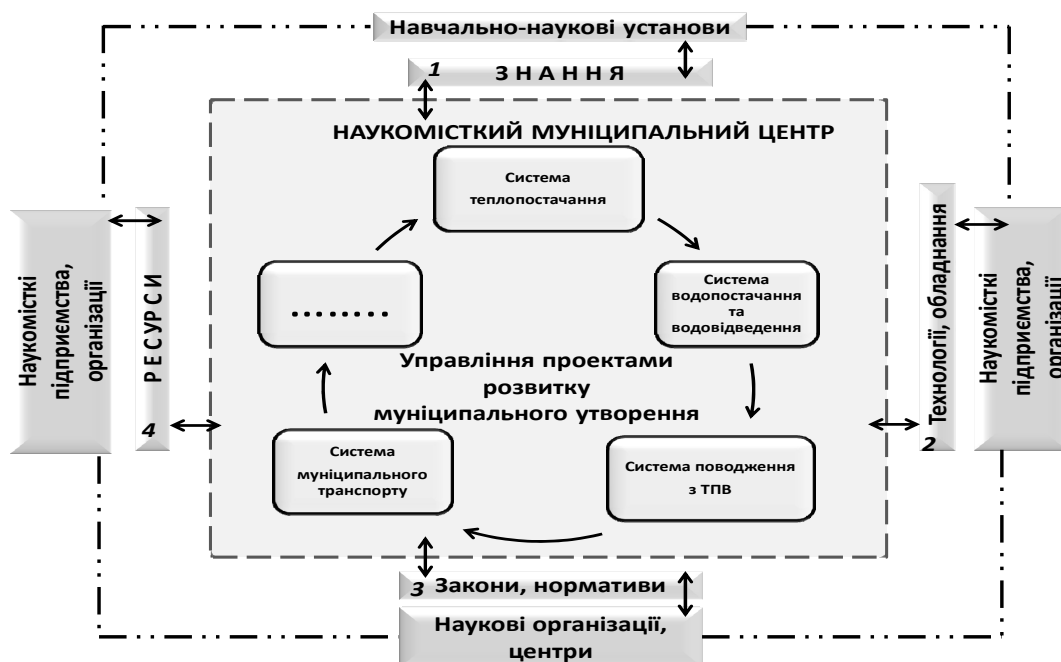 Навчально-наукові установи
1 З Н А Н Н Я
НАУКОМІСТКИЙ МУНІЦИПАЛЬНИЙ ЦЕНТР
Система
теплопостачання
Система
водопостачання
та
водовідведення
Система поводження
з ТПВ
Система
муніципального
транспорту
........
Управління проектами
розвитку
муніципального утворення
Наукомісткі
підприємства,
організації
4 Р Е С У Р С И
2 Технології, обладнання
Наукомісткі
підприємства,
організації
3 Закони, нормативи
Наукові організації,
центри